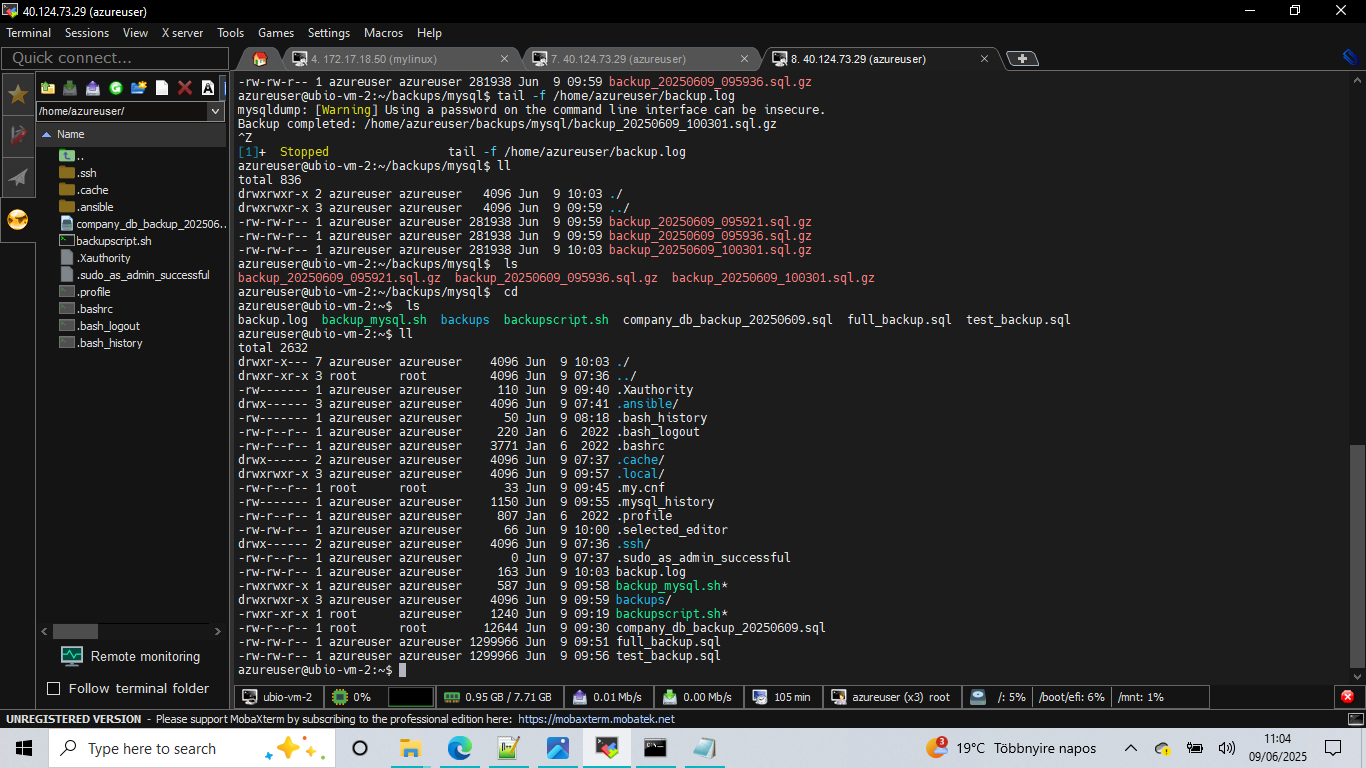 40.124.73.29 (azureuser)
Terminal Sessions View X server Tools Games Settings Macros Help
Quick connect...
4. 172.17.18.50 (mylinux)
7. 40.124.73.29 (azureuser)
8. 40.124.73.29 (azureuser)
/home/azureuser/
Name
..
.ssh
.cache
.ansible
company_db_backup_202506..
backupscript.sh
.Xauthority
.sudo_as_admin_successful
.profile
.bashrc
.bash_logout
.bash_history
Remote monitoring
Follow terminal folder
-rw-rw-r-- 1 azureuser azureuser 281938 Jun  9 09:59 backup_20250609_095936.sql.gz
azureuser@ubio-vm-2:~/backups/mysql$ tail -f /home/azureuser/backup.log
mysqldump: [Warning] Using a password on the command line interface can be insecure.
Backup completed: /home/azureuser/backups/mysql/backup_20250609_100301.sql.gz
^Z
[1]+  Stopped                 tail -f /home/azureuser/backup.log
azureuser@ubio-vm-2:~/backups/mysql$ ll
total 836
drwxrwxr-x 2 azureuser azureuser   4096 Jun  9 10:03 ./
drwxrwxr-x 3 azureuser azureuser   4096 Jun  9 09:59 ../
-rw-rw-r-- 1 azureuser azureuser 281938 Jun  9 09:59 backup_20250609_095921.sql.gz
-rw-rw-r-- 1 azureuser azureuser 281938 Jun  9 09:59 backup_20250609_095936.sql.gz
-rw-rw-r-- 1 azureuser azureuser 281938 Jun  9 10:03 backup_20250609_100301.sql.gz
azureuser@ubio-vm-2:~/backups/mysql$  ls
backup_20250609_095921.sql.gz  backup_20250609_095936.sql.gz  backup_20250609_100301.sql.gz
azureuser@ubio-vm-2:~/backups/mysql$  cd
azureuser@ubio-vm-2:~$  ls
backup.log  backup_mysql.sh  backups  backupscript.sh  company_db_backup_20250609.sql  full_backup.sql  test_backup.sql
azureuser@ubio-vm-2:~$ ll
total 2632
drwxr-x--- 7 azureuser azureuser    4096 Jun  9 10:03 ./
drwxr-xr-x 3 root      root         4096 Jun  9 07:36 ../
-rw------- 1 azureuser azureuser     110 Jun  9 09:40 .Xauthority
drwx------ 3 azureuser azureuser    4096 Jun  9 07:41 .ansible/
-rw------- 1 azureuser azureuser      50 Jun  9 08:18 .bash_history
-rw-r--r-- 1 azureuser azureuser     220 Jan  6  2022 .bash_logout
-rw-r--r-- 1 azureuser azureuser    3771 Jan  6  2022 .bashrc
drwx------ 2 azureuser azureuser    4096 Jun  9 07:37 .cache/
drwxrwxr-x 3 azureuser azureuser    4096 Jun  9 09:57 .local/
-rw-r--r-- 1 root      root           33 Jun  9 09:45 .my.cnf
-rw------- 1 azureuser azureuser    1150 Jun  9 09:55 .mysql_history
-rw-r--r-- 1 azureuser azureuser     807 Jan  6  2022 .profile
-rw-rw-r-- 1 azureuser azureuser      66 Jun  9 10:00 .selected_editor
drwx------ 2 azureuser azureuser    4096 Jun  9 07:36 .ssh/
-rw-r--r-- 1 azureuser azureuser       0 Jun  9 07:37 .sudo_as_admin_successful
-rw-rw-r-- 1 azureuser azureuser     163 Jun  9 10:03 backup.log
-rwxrwxr-x 1 azureuser azureuser     587 Jun  9 09:58 backup_mysql.sh*
drwxrwxr-x 3 azureuser azureuser    4096 Jun  9 09:59 backups/
-rwxr-xr-x 1 root      azureuser    1240 Jun  9 09:19 backupscript.sh*
-rw-r--r-- 1 root      root        12644 Jun  9 09:30 company_db_backup_20250609.sql
-rw-rw-r-- 1 azureuser azureuser 1299966 Jun  9 09:51 full_backup.sql
-rw-rw-r-- 1 azureuser azureuser 1299966 Jun  9 09:56 test_backup.sql
azureuser@ubio-vm-2:~$
ubio-vm-2 0% 0.95 GB / 7.71 GB 0.01 Mb/s 0.00 Mb/s 105 min azureuser (x3) root /: 5% /boot/efi: 6% /mnt: 1%
UNREGISTERED VERSION - Please support MobaXterm by subscribing to the professional edition here: https://mobaxterm.mobatek.net
Type here to search
3
19°C Többnyire napos
11:04
09/06/2025